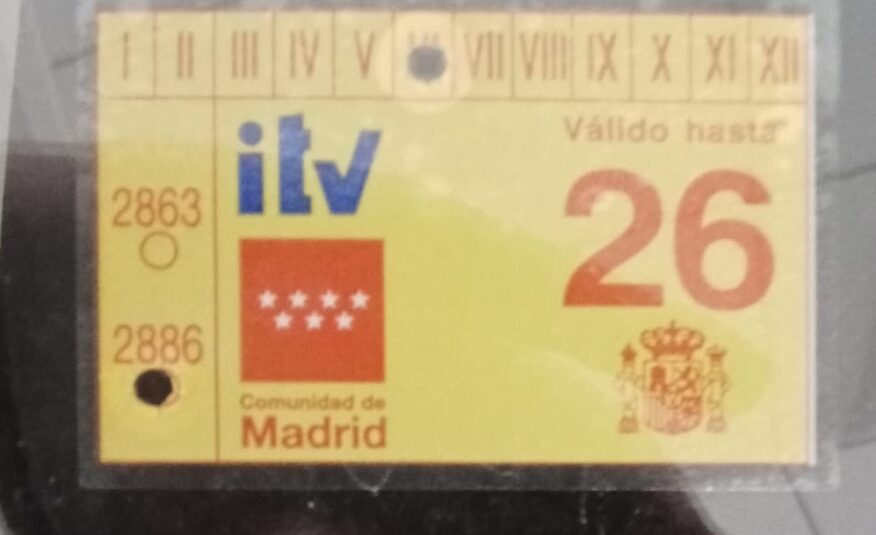 I II III IV V VI VII VIII IX X XI XII
itv
Válido hasta
26
2863
2886
Comunidad de
Madrid